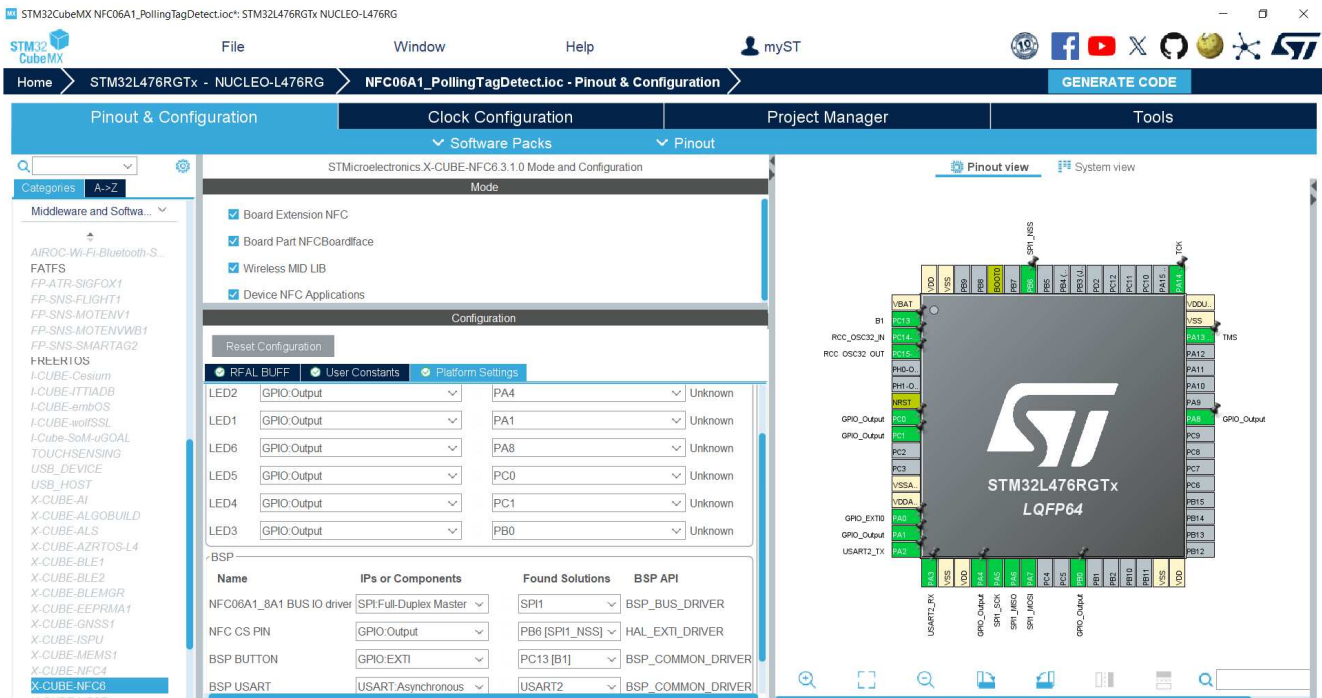 STM32CubeMX NFC06A1_PollingTagDetect.ioc*: STM32L476RGTx NUCLEO-L476RG
STM32
CubeMX
File
Window
Help
myST
10
Home
STM32L476RGTx - NUCLEO-L476RG
NFC06A1_PollingTagDetect.ioc - Pinout & Configuration
GENERATE CODE
Pinout & Configuration
Clock Configuration
Project Manager
Tools
Software Packs
Pinout
Categories
A->Z
Middleware and Softwa...
AIROC-Wi-Fi-Bluetooth-S...
FATFS
FP-ATR-SIGFOX1
FP-SNS-FLIGHT1
FP-SNS-MOTENV1
FP-SNS-MOTENVWB1
FP-SNS-SMARTAG2
FREERTOS
I-CUBE-Cesium
I-CUBE-ITTIADB
I-CUBE-embOS
I-CUBE-wolfSSL
I-Cube-SoM-uGOAL
TOUCHSENSING
USB_DEVICE
USB_HOST
X-CUBE-AI
X-CUBE-ALGOBUILD
X-CUBE-ALS
X-CUBE-AZRTOS-L4
X-CUBE-BLE1
X-CUBE-BLE2
X-CUBE-BLEMGR
X-CUBE-EEPRMA1
X-CUBE-GNSS1
X-CUBE-ISPU
X-CUBE-MEMS1
X-CUBE-NFC4
X-CUBE-NFC6
STMicroelectronics.X-CUBE-NFC6.3.1.0 Mode and Configuration
Mode
Board Extension NFC
Board Part NFCBoardIface
Wireless MID LIB
Device NFC Applications
Configuration
Reset Configuration
RFAL BUFF
User Constants
Platform Settings
LED2 GPIO:Output PA4 Unknown
LED1 GPIO:Output PA1 Unknown
LED6 GPIO:Output PA8 Unknown
LED5 GPIO:Output PC0 Unknown
LED4 GPIO:Output PC1 Unknown
LED3 GPIO:Output PB0 Unknown
BSP
Name IPs or Components Found Solutions BSP API
NFC06A1_8A1 BUS IO driver SPI:Full-Duplex Master SPI1 BSP_BUS_DRIVER
NFC CS PIN GPIO:Output PB6 [SPI1_NSS] HAL_EXTI_DRIVER
BSP BUTTON GPIO:EXTI PC13 [B1] BSP_COMMON_DRIVER
BSP USART USART:Asynchronous USART2 BSP_COMMON_DRIVER
Pinout view
System view
SPI1_NSS
TCK
VDD VSS PB9 PB8 BOOT0 PB7 PB6 PB5 PB4 (.. PB3 (J.. PD2 PC12 PC11 PC10 PA15 .. PA14 ..
VBAT
B1 PC13
RCC_OSC32_IN PC14-
RCC_OSC32_OUT PC15-
PH0-O..
PH1-O..
NRST
GPIO_Output PC0
GPIO_Output PC1
PC2
PC3
VSSA..
VDDA..
GPIO_EXTI0 PA0
GPIO_Output PA1
USART2_TX PA2
STM32L476RGTx
LQFP64
VDDU..
VSS
PA13 .. TMS
PA12
PA11
PA10
PA9
PA8 GPIO_Output
PC9
PC8
PC7
PC6
PB15
PB14
PB13
PB12
PA3 VSS VDD PA4 PA5 PA6 PA7 PC4 PC5 PB0 PB1 PB2 PB10 PB11 VSS VDD
USART2_RX
GPIO_Output
SPI1_SCK
SPI1_MISO
SPI1_MOSI
GPIO_Output